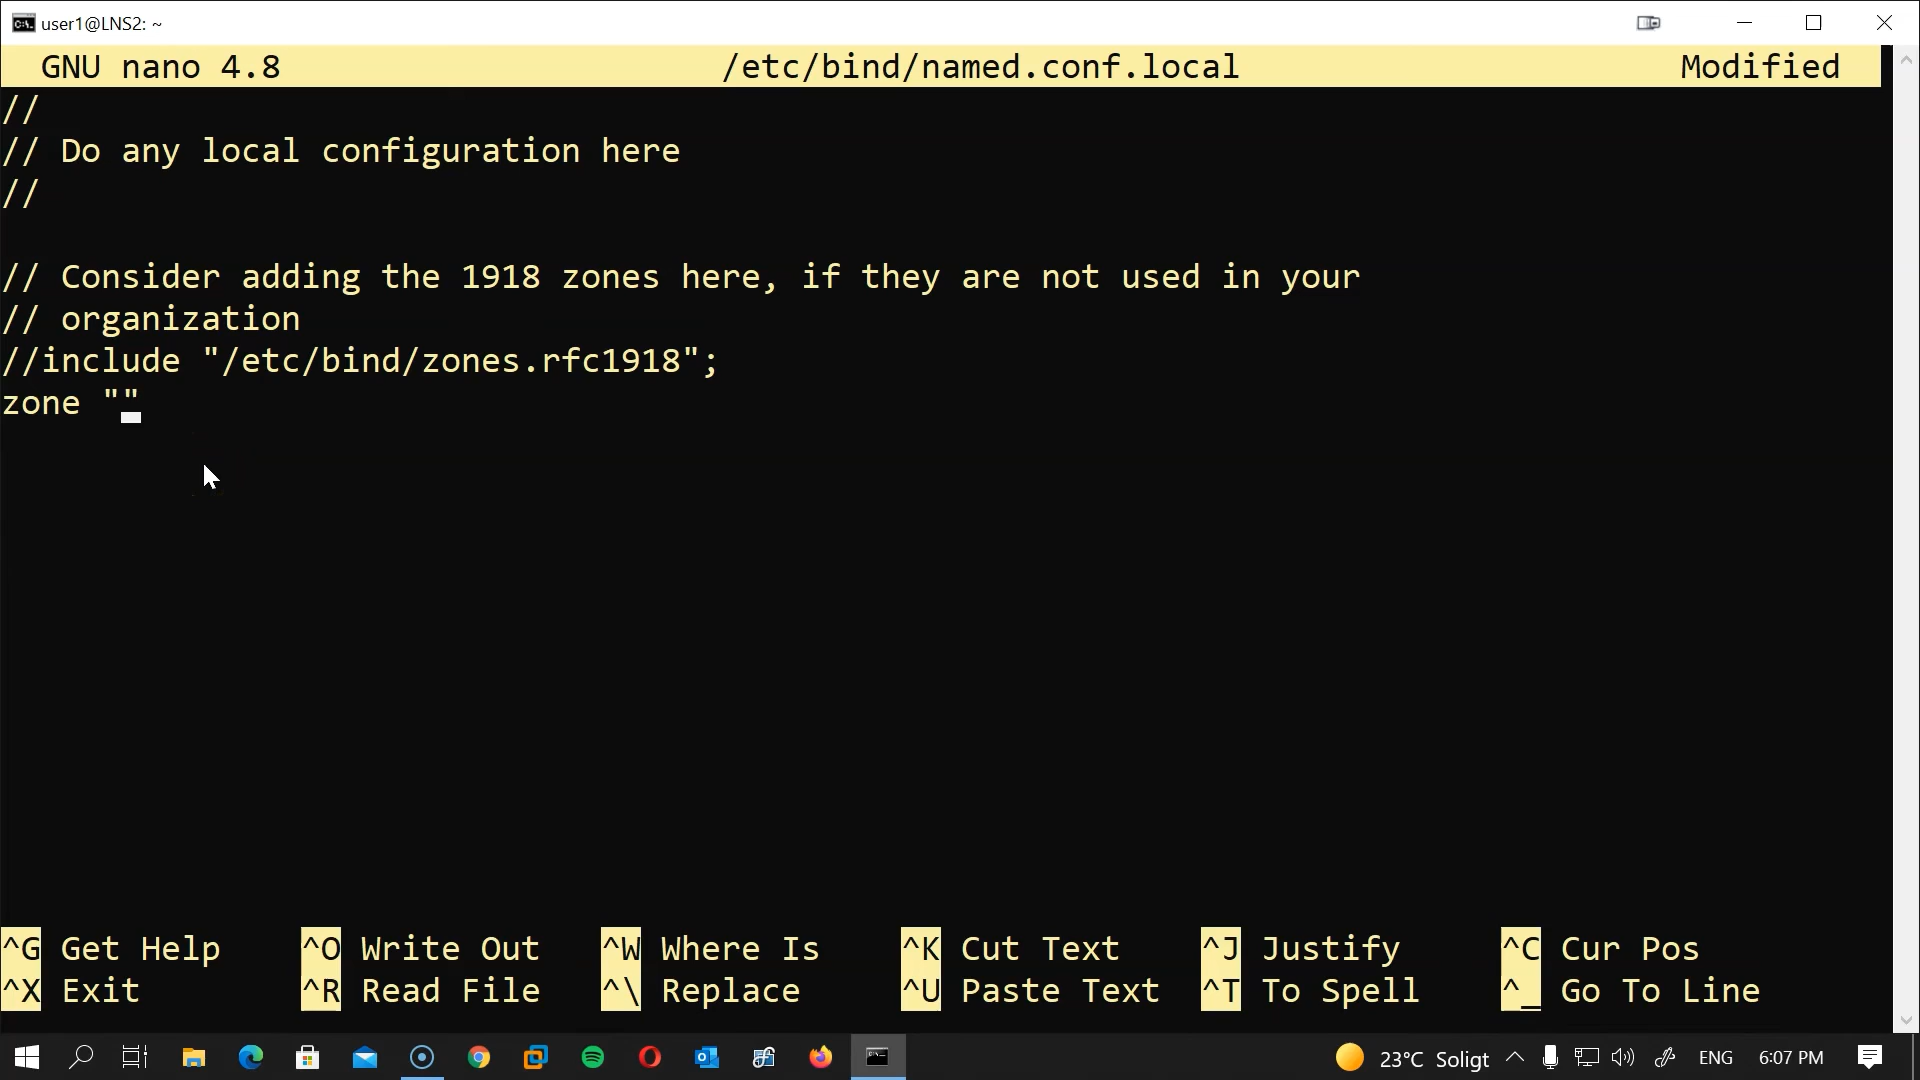 user1@LNS2: ~
GNU nano 4.8 /etc/bind/named.conf.local Modified
//
// Do any local configuration here
//
// Consider adding the 1918 zones here, if they are not used in your
// organization
//include "/etc/bind/zones.rfc1918";
zone ""
^G Get Help ^O Write Out ^W Where Is ^K Cut Text ^J Justify ^C Cur Pos
^X Exit ^R Read File ^\ Replace ^U Paste Text ^T To Spell ^_ Go To Line
23°C Soligt ENG 6:07 PM